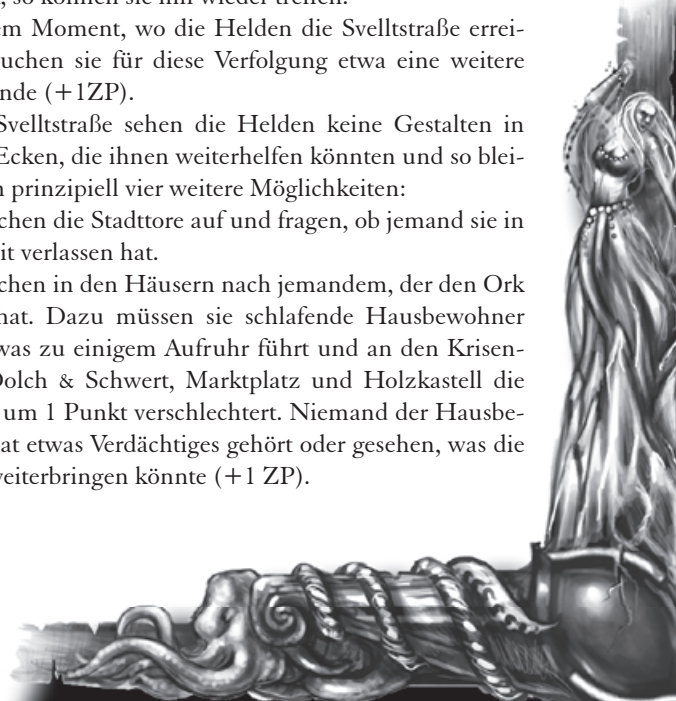 , so können sie ihn wieder treffen.
em Moment, wo die Helden die Svelltstraße errei-
uchen sie für diese Verfolgung etwa eine weitere
nde (+1ZP).
Svelltstraße sehen die Helden keine Gestalten in
Ecken, die ihnen weiterhelfen könnten und so blei-
n prinzipiell vier weitere Möglichkeiten:
chen die Stadttore auf und fragen, ob jemand sie in
it verlassen hat.
chen in den Häusern nach jemandem, der den Ork
hat. Dazu müssen sie schlafende Hausbewohner
was zu einigem Aufruhr führt und an den Krisen-
Dolch & Schwert, Marktplatz und Holzkastell die
um 1 Punkt verschlechtert. Niemand der Hausbe-
at etwas Verdächtiges gehört oder gesehen, was die
weiterbringen könnte (+1 ZP).